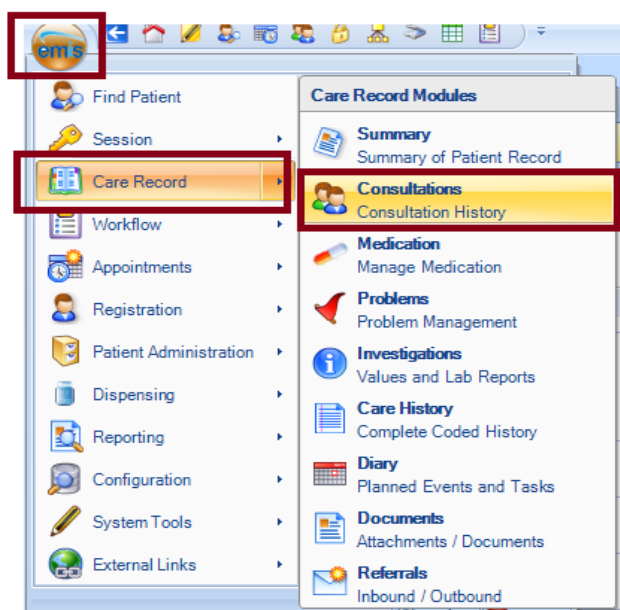 emis
Find Patient
Session
Care Record
Workflow
Appointments
Registration
Patient Administration
Dispensing
Reporting
Configuration
System Tools
External Links
Care Record Modules
Summary
Summary of Patient Record
Consultations
Consultation History
Medication
Manage Medication
Problems
Problem Management
Investigations
Values and Lab Reports
Care History
Complete Coded History
Diary
Planned Events and Tasks
Documents
Attachments / Documents
Referrals
Inbound / Outbound